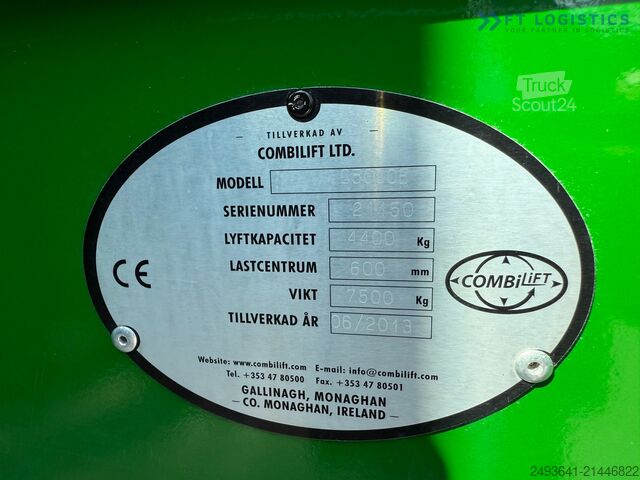 FT LOGISTICS
YOUR PARTNER IN TRADING
Truck
Scout24
– TILLVERKAD AV –
COMBILIFT LTD.
MODELL
SERIENUMMER 21150
LYFTKAPACITET 4400 Kg
LASTCENTRUM 600 mm
VIKT 7500 Kg
TILLVERKAD ÅR 06/2013
CE
COMBiLiFT
Website: www.combilift.com E-mail: info@combilift.com
Tel. +353 47 80500 Fax. +353 47 80501
GALLINAGH, MONAGHAN
– CO. MONAGHAN, IRELAND –
2493641-21446822